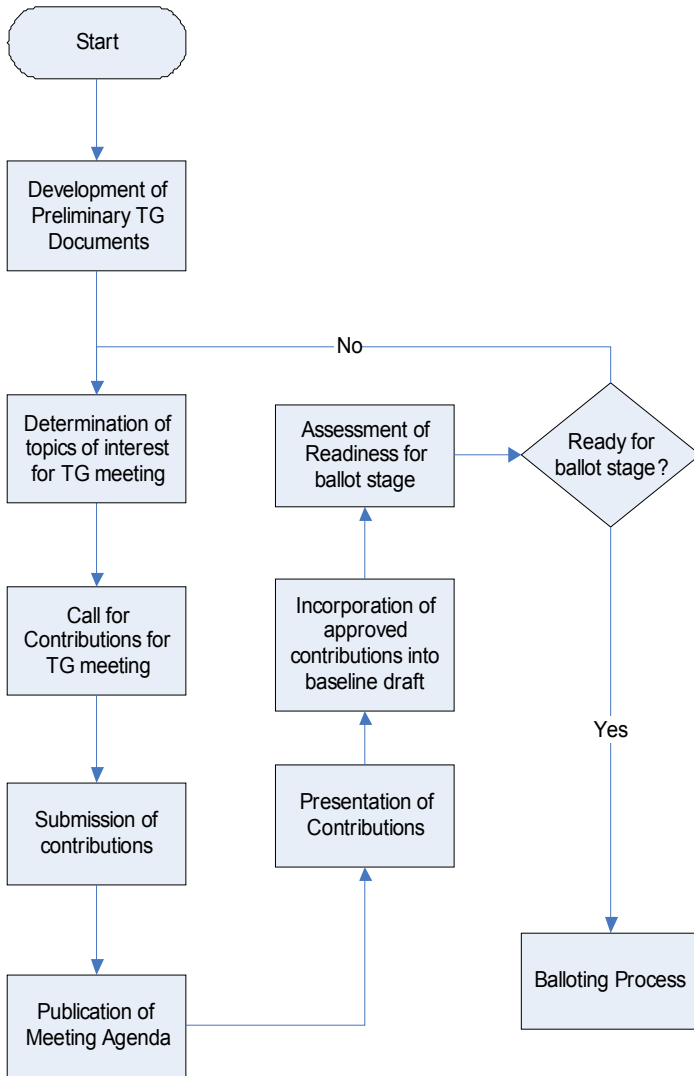 Start
Development of
Preliminary TG
Documents
No
Determination of
topics of interest
for TG meeting
Call for
Contributions for
TG meeting
Submission of
contributions
Publication of
Meeting Agenda
Presentation of
Contributions
Incorporation of
approved
contributions into
baseline draft
Assessment of
Readiness for
ballot stage
Ready for
ballot stage?
Yes
Balloting Process